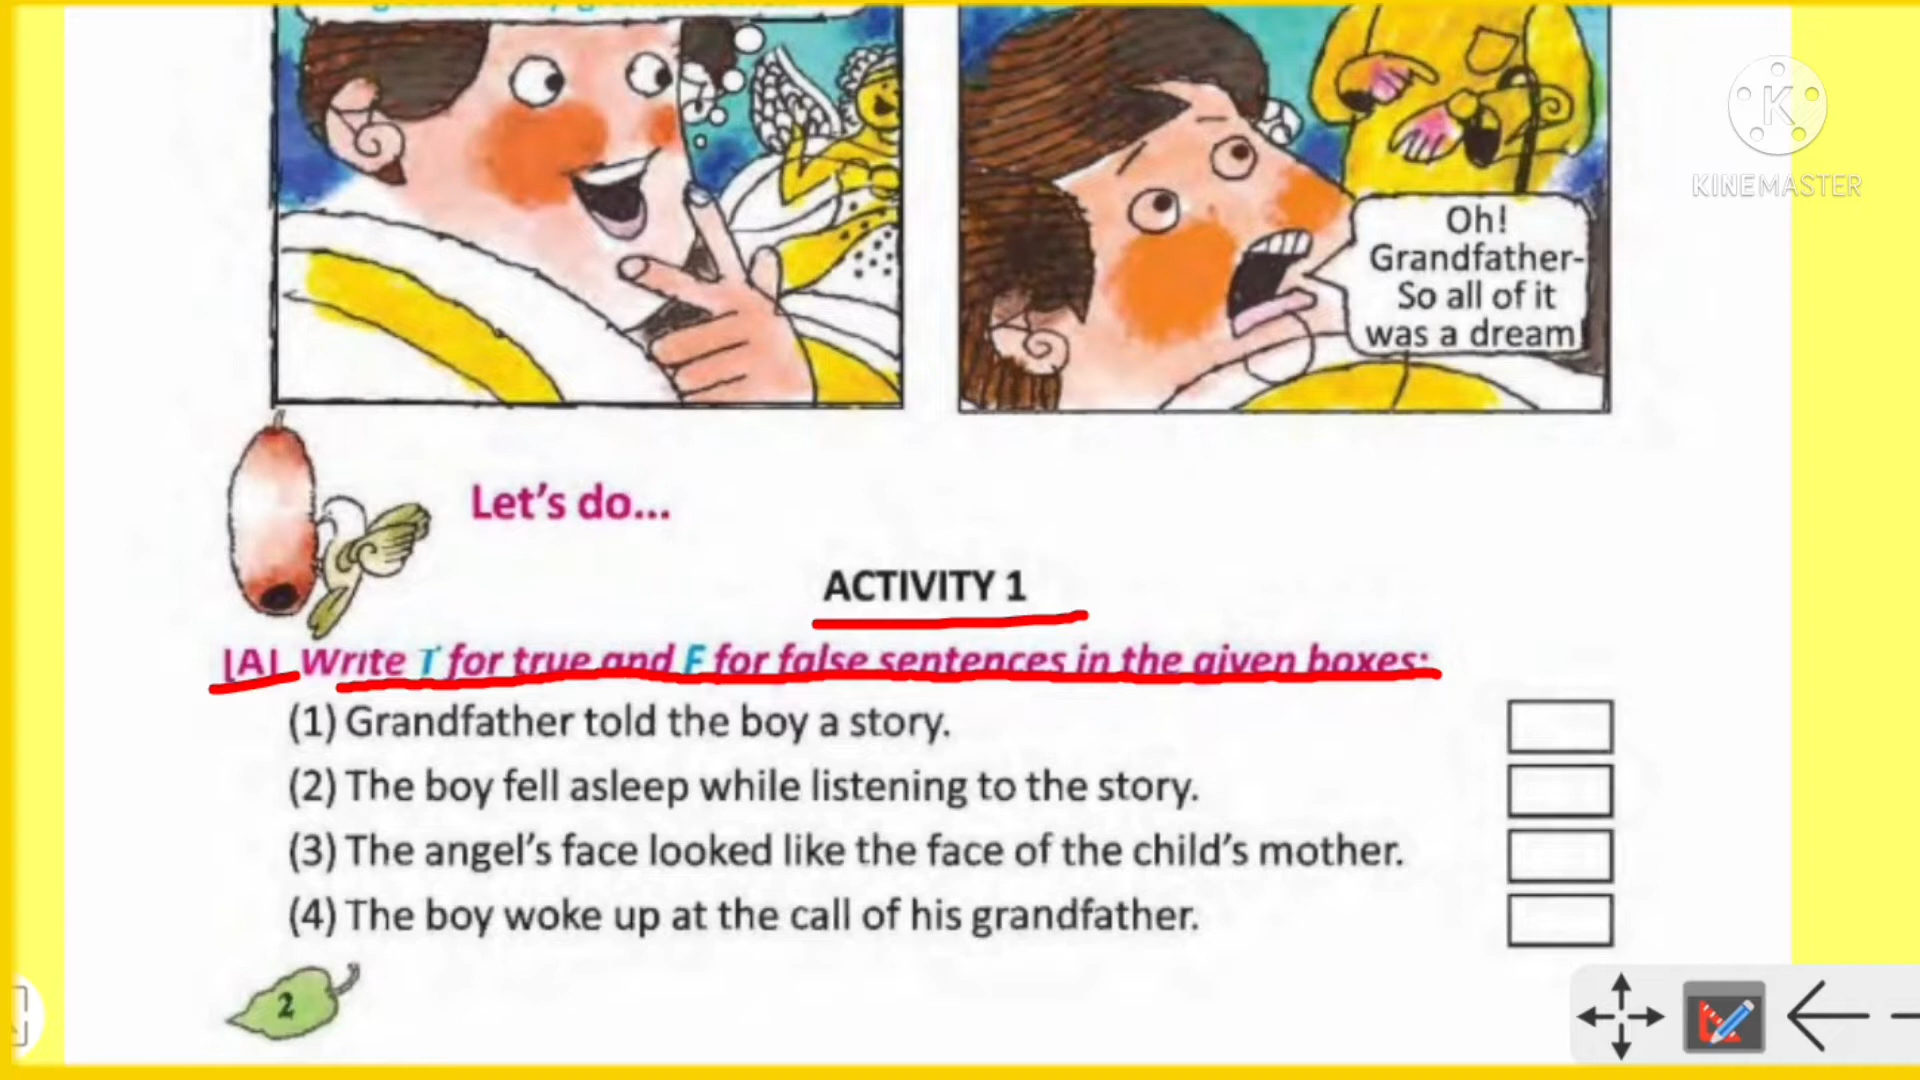 Oh!
Grandfather-
So all of it
was a dream
KINEMASTER
Let's do...
ACTIVITY 1
[A] Write T for true and F for false sentences in the given boxes:
(1) Grandfather told the boy a story.
(2) The boy fell asleep while listening to the story.
(3) The angel's face looked like the face of the child's mother.
(4) The boy woke up at the call of his grandfather.
2